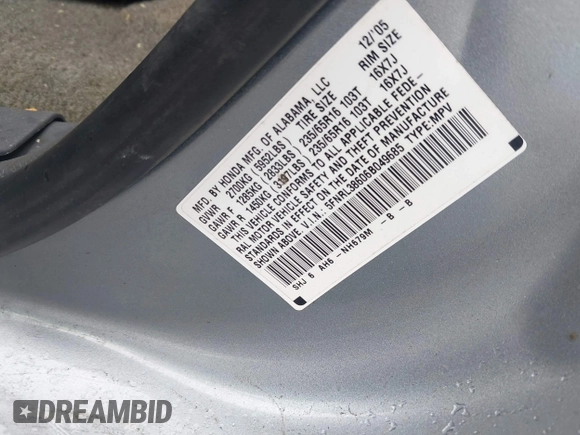 MFG. BY HONDA MFG. OF ALABAMA, LLC 12/'05
GVWR 2700KG (5952LBS) TIRE SIZE RIM SIZE
GAWR F 1285KG (2833LBS) 235/65R16 103T 16X7J
GAWR R 1450KG (3197LBS) 235/65R16 103T 16X7J
THIS VEHICLE CONFORMS TO ALL APPLICABLE FEDE-
RAL MOTOR VEHICLE SAFETY AND THEFT PREVENTION
STANDARDS IN EFFECT ON THE DATE OF MANUFACTURE
SHOWN ABOVE. V.I.N. 5FNRL38606B049695 TYPE:MPV
SHJ 6 AH6 - NH679M - B - B
DREAMBID